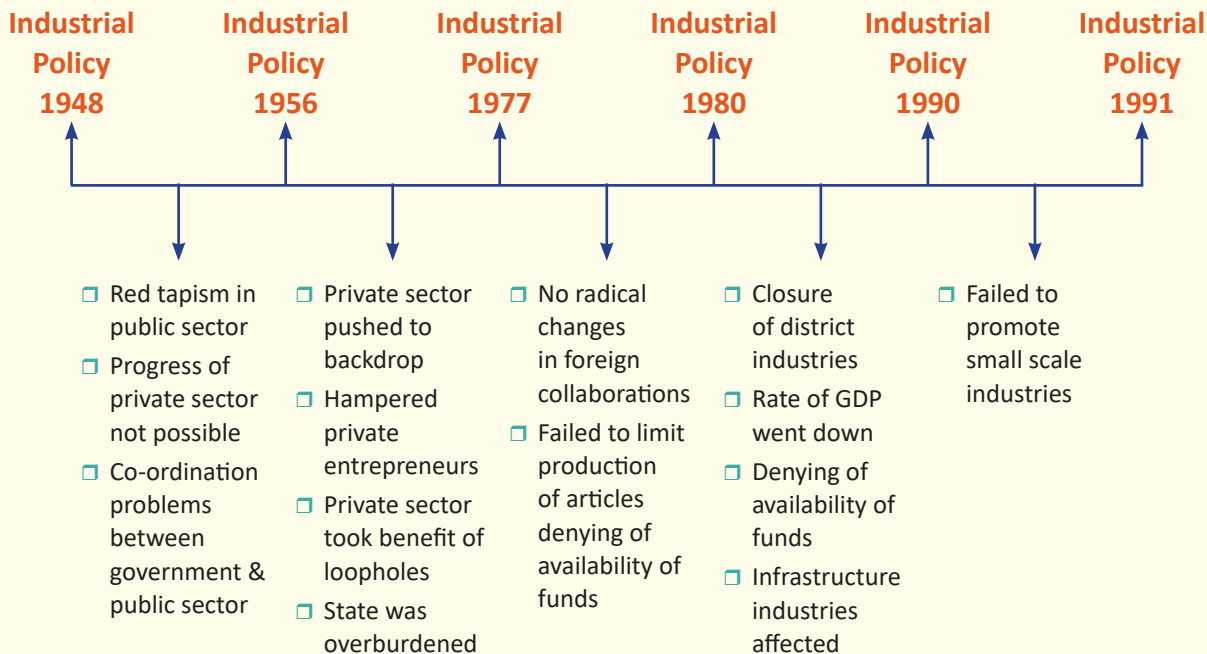 Industrial
Policy
1948
Industrial
Policy
1956
Industrial
Policy
1977
Industrial
Policy
1980
Industrial
Policy
1990
Industrial
Policy
1991
❒ Red tapism in
public sector
❒ Progress of
private sector
not possible
❒ Co-ordination
problems
between
government &
public sector
❒ Private sector
pushed to
backdrop
❒ Hampered
private
entrepreneurs
❒ Private sector
took benefit of
loopholes
❒ State was
overburdened
❒ No radical
changes
in foreign
collaborations
❒ Failed to limit
production
of articles
denying of
availability of
funds
❒ Closure
of district
industries
❒ Rate of GDP
went down
❒ Denying of
availability of
funds
❒ Infrastructure
industries
affected
❒ Failed to
promote
small scale
industries